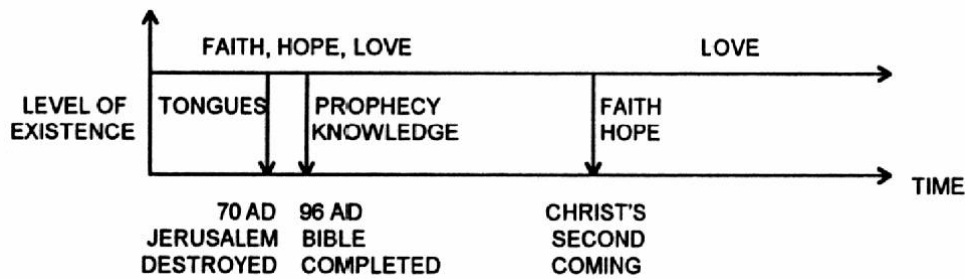 FAITH, HOPE, LOVE
LOVE
LEVEL OF
EXISTENCE
TONGUES
PROPHECY
KNOWLEDGE
FAITH
HOPE
TIME
70 AD
JERUSALEM
DESTROYED
96 AD
BIBLE
COMPLETED
CHRIST'S
SECOND
COMING